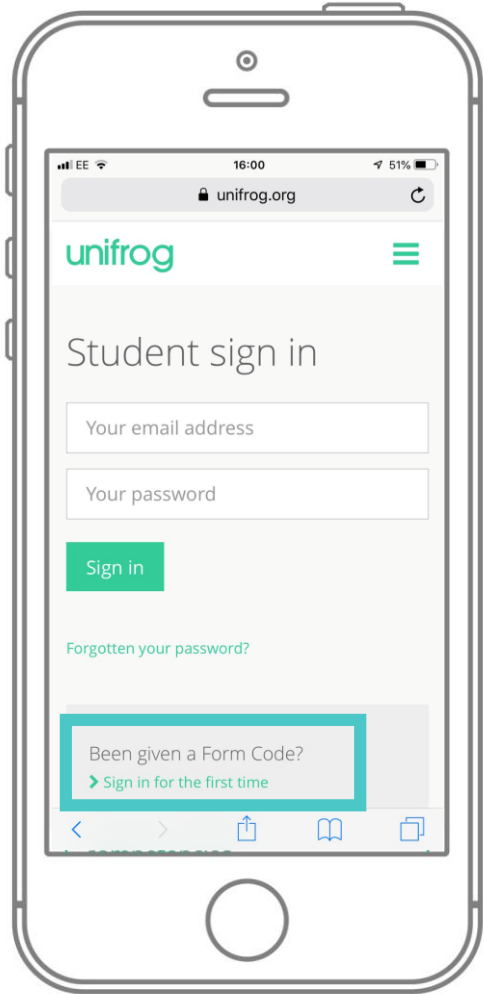 EE 16:00 51%
unifrog.org
unifrog
Student sign in
Your email address
Your password
Sign in
Forgotten your password?
Been given a Form Code?
Sign in for the first time